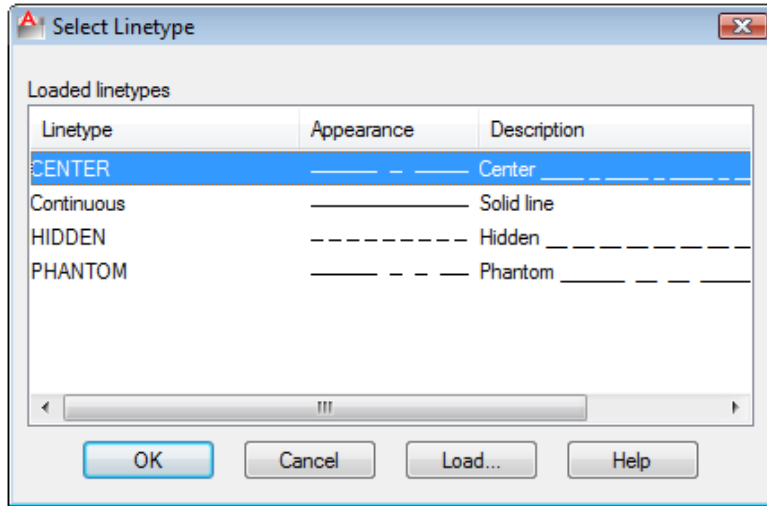 Select Linetype
Loaded linetypes
Linetype Appearance Description
CENTER Center
Continuous Solid line
HIDDEN Hidden
PHANTOM Phantom
OK Cancel Load... Help